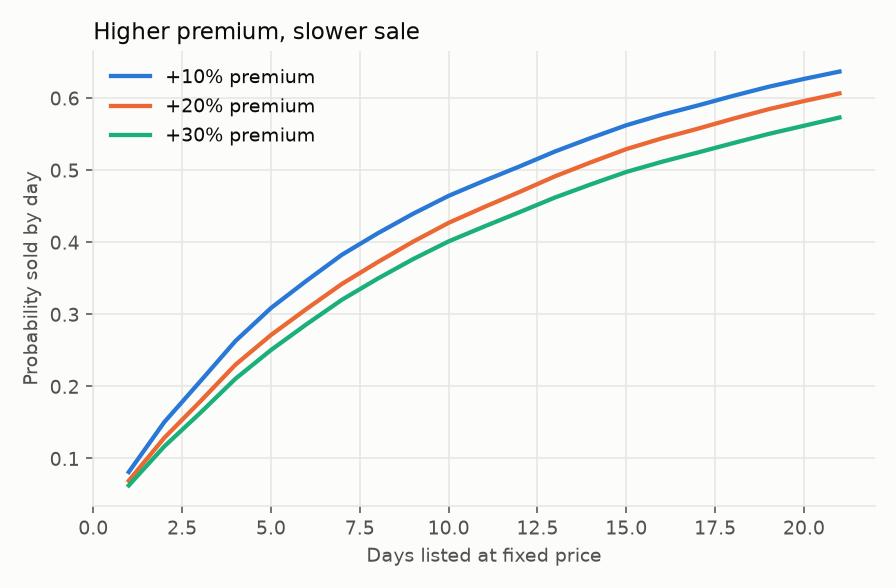 Higher premium, slower sale
+10% premium
+20% premium
+30% premium
Probability sold by day
0.6
0.5
0.4
0.3
0.2
0.1
0.0 2.5 5.0 7.5 10.0 12.5 15.0 17.5 20.0
Days listed at fixed price